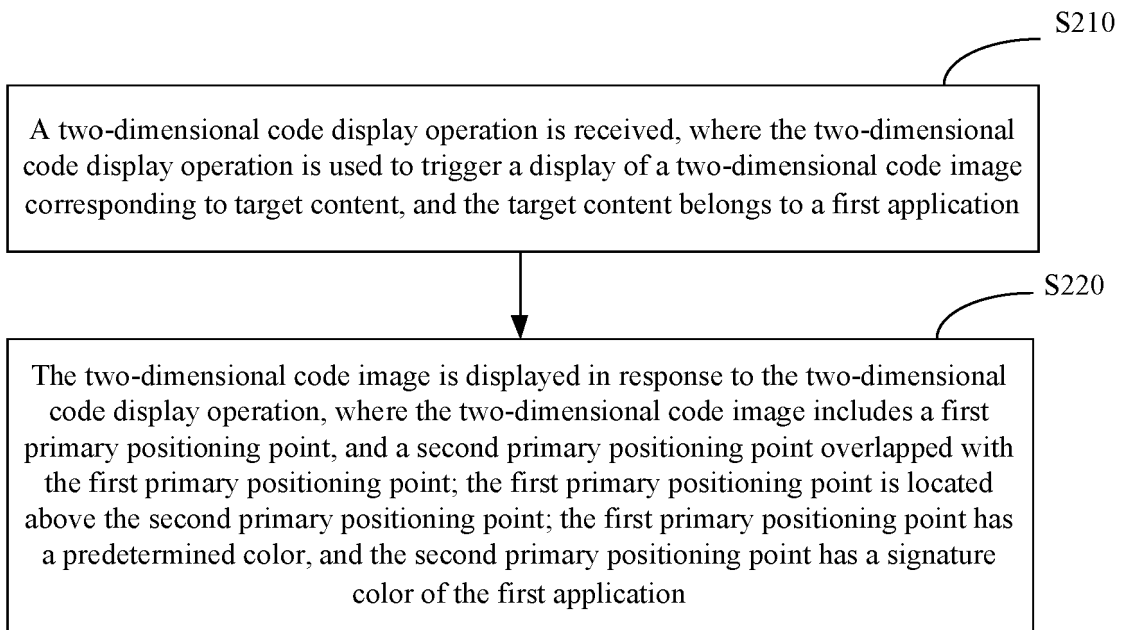 S210
A two-dimensional code display operation is received, where the two-dimensional
code display operation is used to trigger a display of a two-dimensional code image
corresponding to target content, and the target content belongs to a first application
S220
The two-dimensional code image is displayed in response to the two-dimensional
code display operation, where the two-dimensional code image includes a first
primary positioning point, and a second primary positioning point overlapped with
the first primary positioning point; the first primary positioning point is located
above the second primary positioning point; the first primary positioning point has
a predetermined color, and the second primary positioning point has a signature
color of the first application